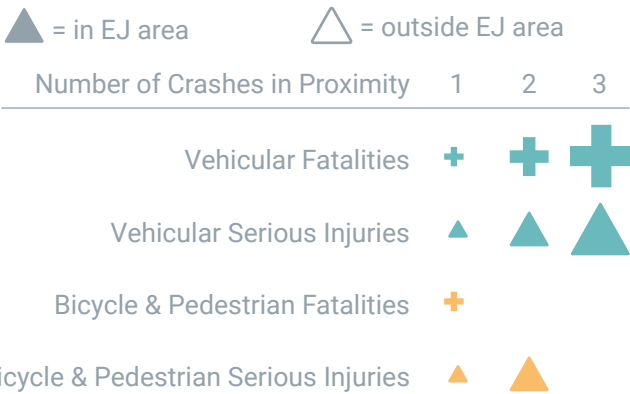 = in EJ area = outside EJ area
Number of Crashes in Proximity 1 2 3
Vehicular Fatalities
Vehicular Serious Injuries
Bicycle & Pedestrian Fatalities
icycle & Pedestrian Serious Injuries